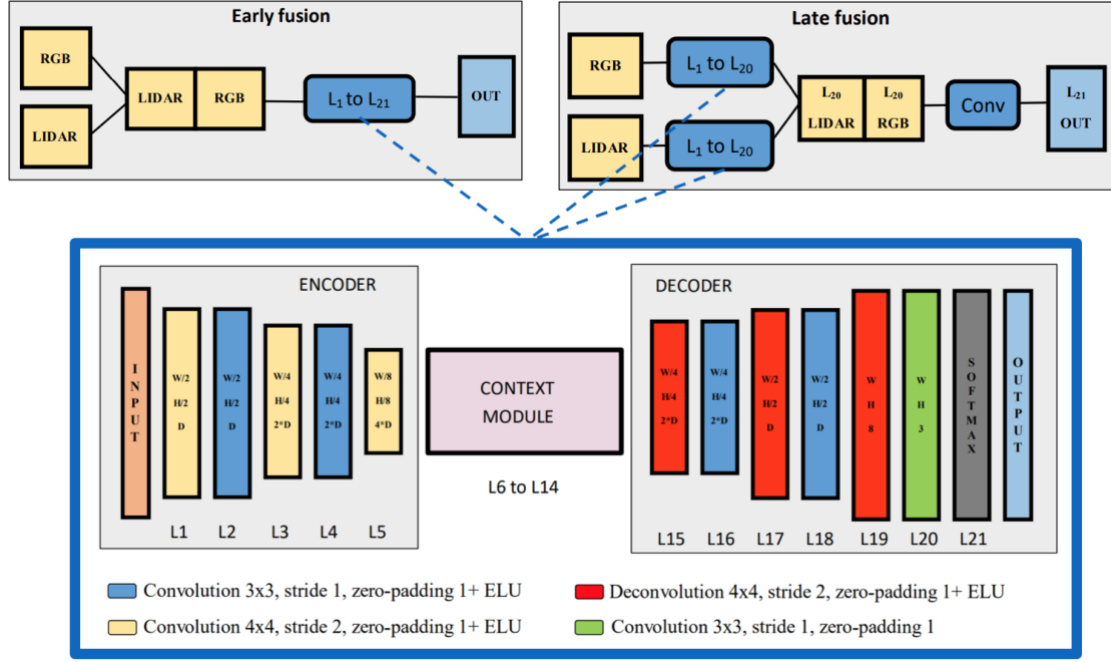 Early fusion
RGB
LIDAR
LIDAR
RGB
L1 to L21
OUT
Late fusion
RGB
LIDAR
L1 to L20
L1 to L20
L20
LIDAR
L20
RGB
Conv
L21
OUT
ENCODER
INPUT
W/2
H/2
D
W/2
H/2
D
W/4
H/4
2*D
W/4
H/4
2*D
W/8
H/8
4*D
L1
L2
L3
L4
L5
CONTEXT
MODULE
L6 to L14
DECODER
W/4
H/4
2*D
W/4
H/4
2*D
W/2
H/2
D
W/2
H/2
D
W
H
8
W
H
3
SOFTMAX
OUTPUT
L15
L16
L17
L18
L19
L20
L21
Convolution 3x3, stride 1, zero-padding 1+ ELU
Deconvolution 4x4, stride 2, zero-padding 1+ ELU
Convolution 4x4, stride 2, zero-padding 1+ ELU
Convolution 3x3, stride 1, zero-padding 1